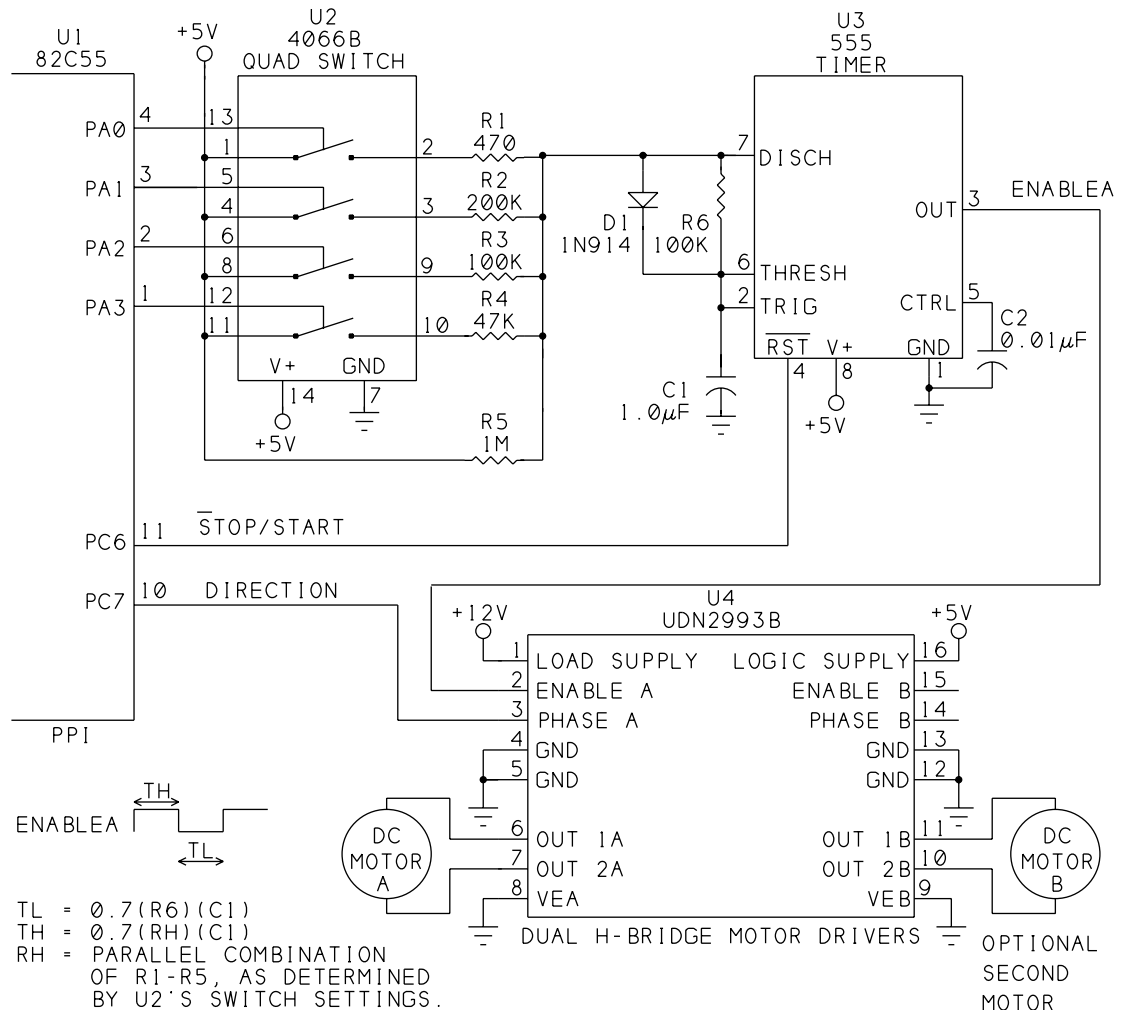 U1
82C55
+5V
U2
4066B
QUAD SWITCH
U3
555
TIMER
PA0
4
13
1
2
R1
470
7
DISCH
PA1
3
5
4
3
R2
200K
D1
1N914
R6
100K
OUT
3
ENABLEA
PA2
2
6
8
9
R3
100K
6
THRESH
2
TRIG
PA3
1
12
11
10
R4
47K
CTRL
5
C2
0.01µF
V+
14
GND
7
+5V
C1
1.0µF
RST
4
V+
8
GND
1
+5V
R5
1M
PC6
11
STOP/START
PC7
10
DIRECTION
PPI
U4
UDN2993B
+12V
+5V
1
LOAD SUPPLY
LOGIC SUPPLY
16
2
ENABLE A
ENABLE B
15
3
PHASE A
PHASE B
14
4
GND
GND
13
5
GND
GND
12
6
OUT 1A
OUT 1B
11
7
OUT 2A
OUT 2B
10
8
VEA
VEB
9
DC
MOTOR
A
DC
MOTOR
B
DUAL H-BRIDGE MOTOR DRIVERS
OPTIONAL
SECOND
MOTOR
TH
ENABLEA
TL
TL = 0.7(R6)(C1)
TH = 0.7(RH)(C1)
RH = PARALLEL COMBINATION
OF R1-R5, AS DETERMINED
BY U2'S SWITCH SETTINGS.